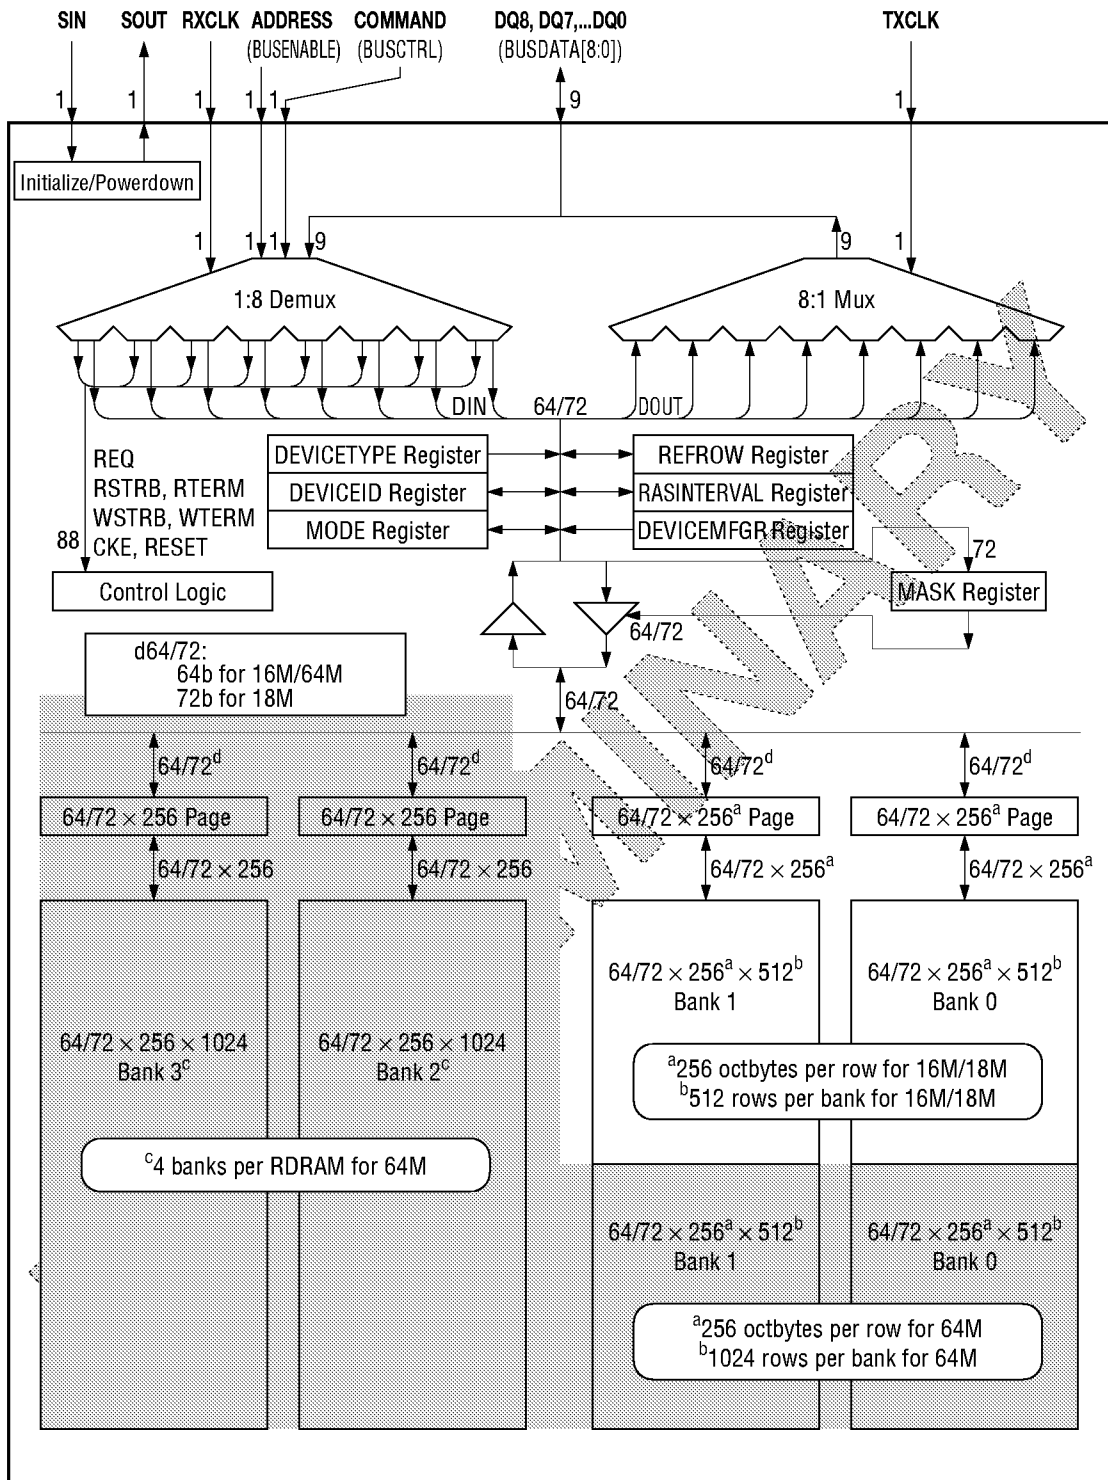 SIN SOUT RXCLK ADDRESS COMMAND DQ8, DQ7,...DQ0 TXCLK
(BUSENABLE) (BUSCTRL) (BUSDATA[8:0])
1 1 1 1 1 9 1
Initialize/Powerdown
1 1 1 9 9 1
1:8 Demux 8:1 Mux
DIN 64/72 DOUT
REQ
RSTRB, RTERM
WSTRB, WTERM
CKE, RESET
88
Control Logic
DEVICETYPE Register REFROW Register
DEVICEID Register RASINTERVAL Register
MODE Register DEVICEMFGR Register
72
MASK Register
64/72
d64/72:
64b for 16M/64M
72b for 18M
64/72
64/72d 64/72d 64/72d 64/72d
64/72 × 256 Page 64/72 × 256 Page 64/72 × 256a Page 64/72 × 256a Page
64/72 × 256 64/72 × 256 64/72 × 256a 64/72 × 256a
64/72 × 256a × 512b 64/72 × 256a × 512b
Bank 1 Bank 0
64/72 × 256 × 1024 64/72 × 256 × 1024
Bank 3c Bank 2c
a256 octbytes per row for 16M/18M
b512 rows per bank for 16M/18M
c4 banks per RDRAM for 64M
64/72 × 256a × 512b 64/72 × 256a × 512b
Bank 1 Bank 0
a256 octbytes per row for 64M
b1024 rows per bank for 64M